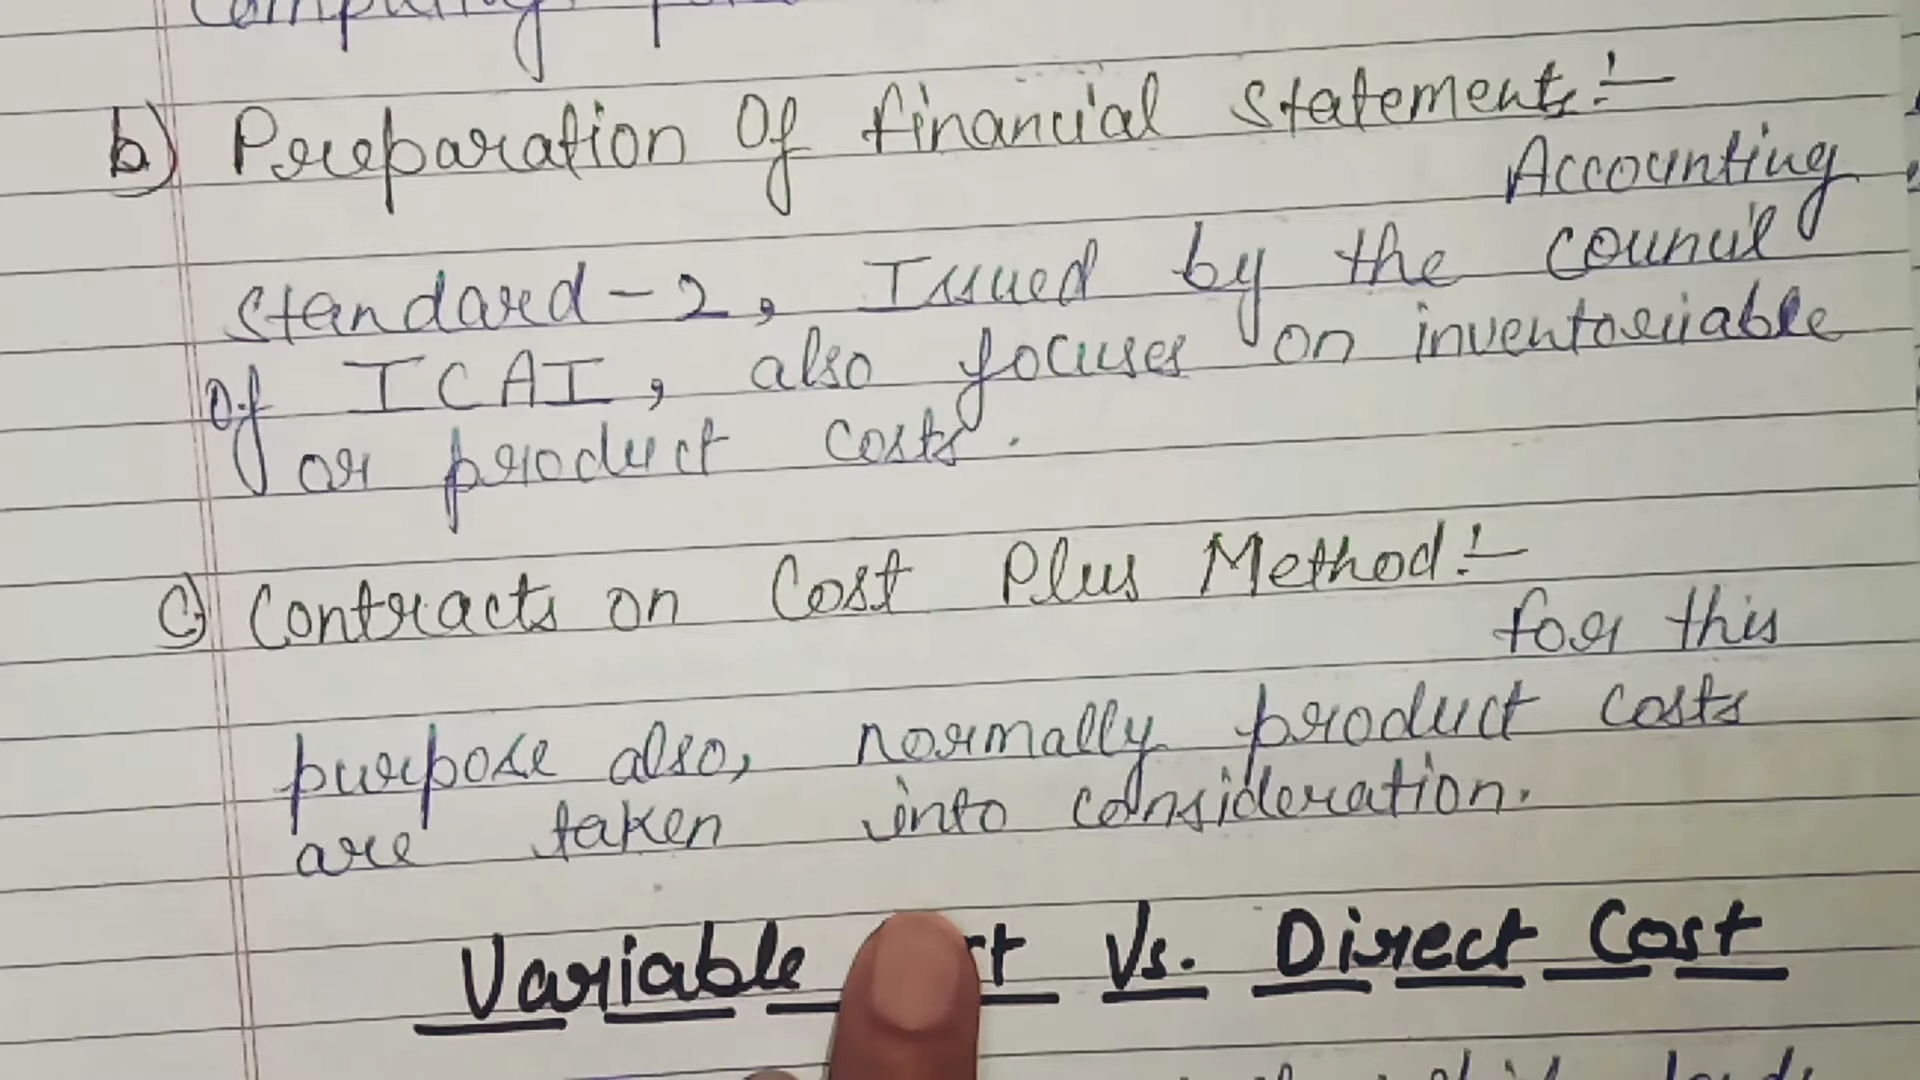 b) Preparation Of financial statements:-
Accounting
standard-2, Issued by the council
Of ICAI, also focuses on inventoriable
or product costs.
c) Contracts on Cost Plus Method:-
for this
purpose also, normally product costs
are taken into consideration.
Variable Vs. Direct Cost